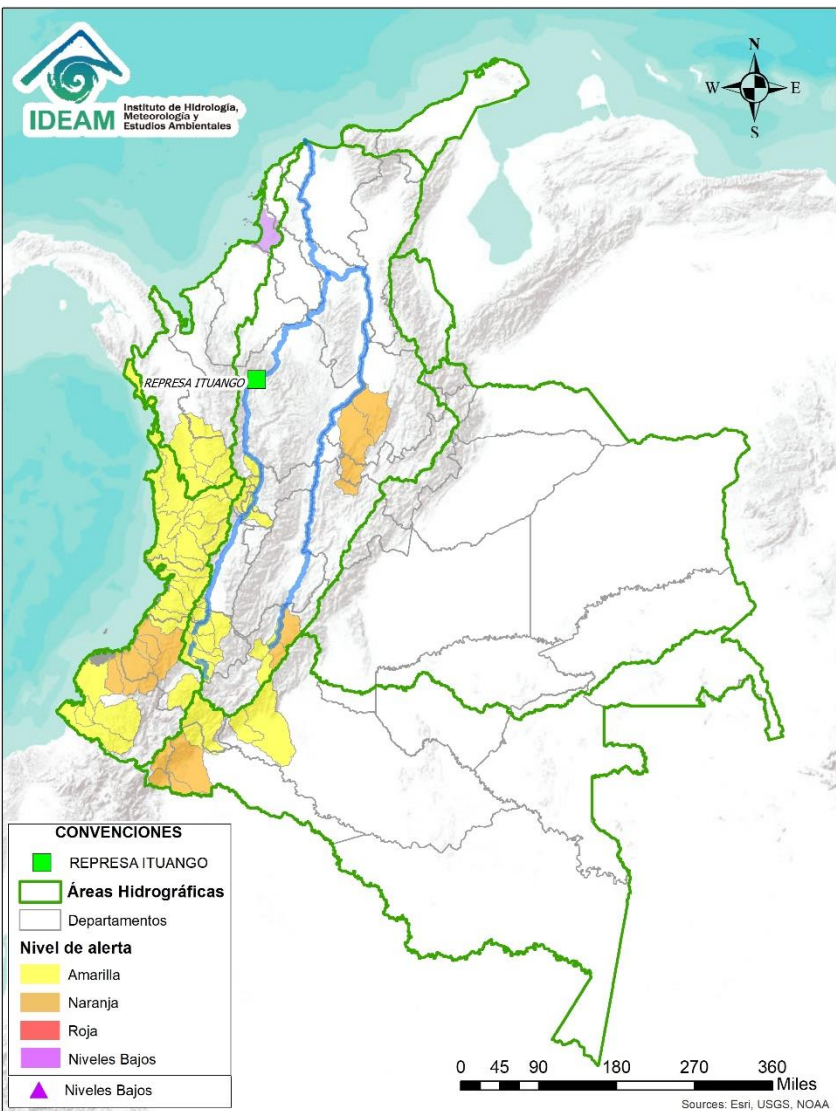 IDEAM
Instituto de Hidrología,
Meteorología y
Estudios Ambientales
N
W
E
S
REPRESA ITUANGO
CONVENCIONES
REPRESA ITUANGO
Áreas Hidrográficas
Departamentos
Nivel de alerta
Amarilla
Naranja
Roja
Niveles Bajos
Niveles Bajos
0 45 90 180 270 360
Miles
Sources: Esri, USGS, NOAA